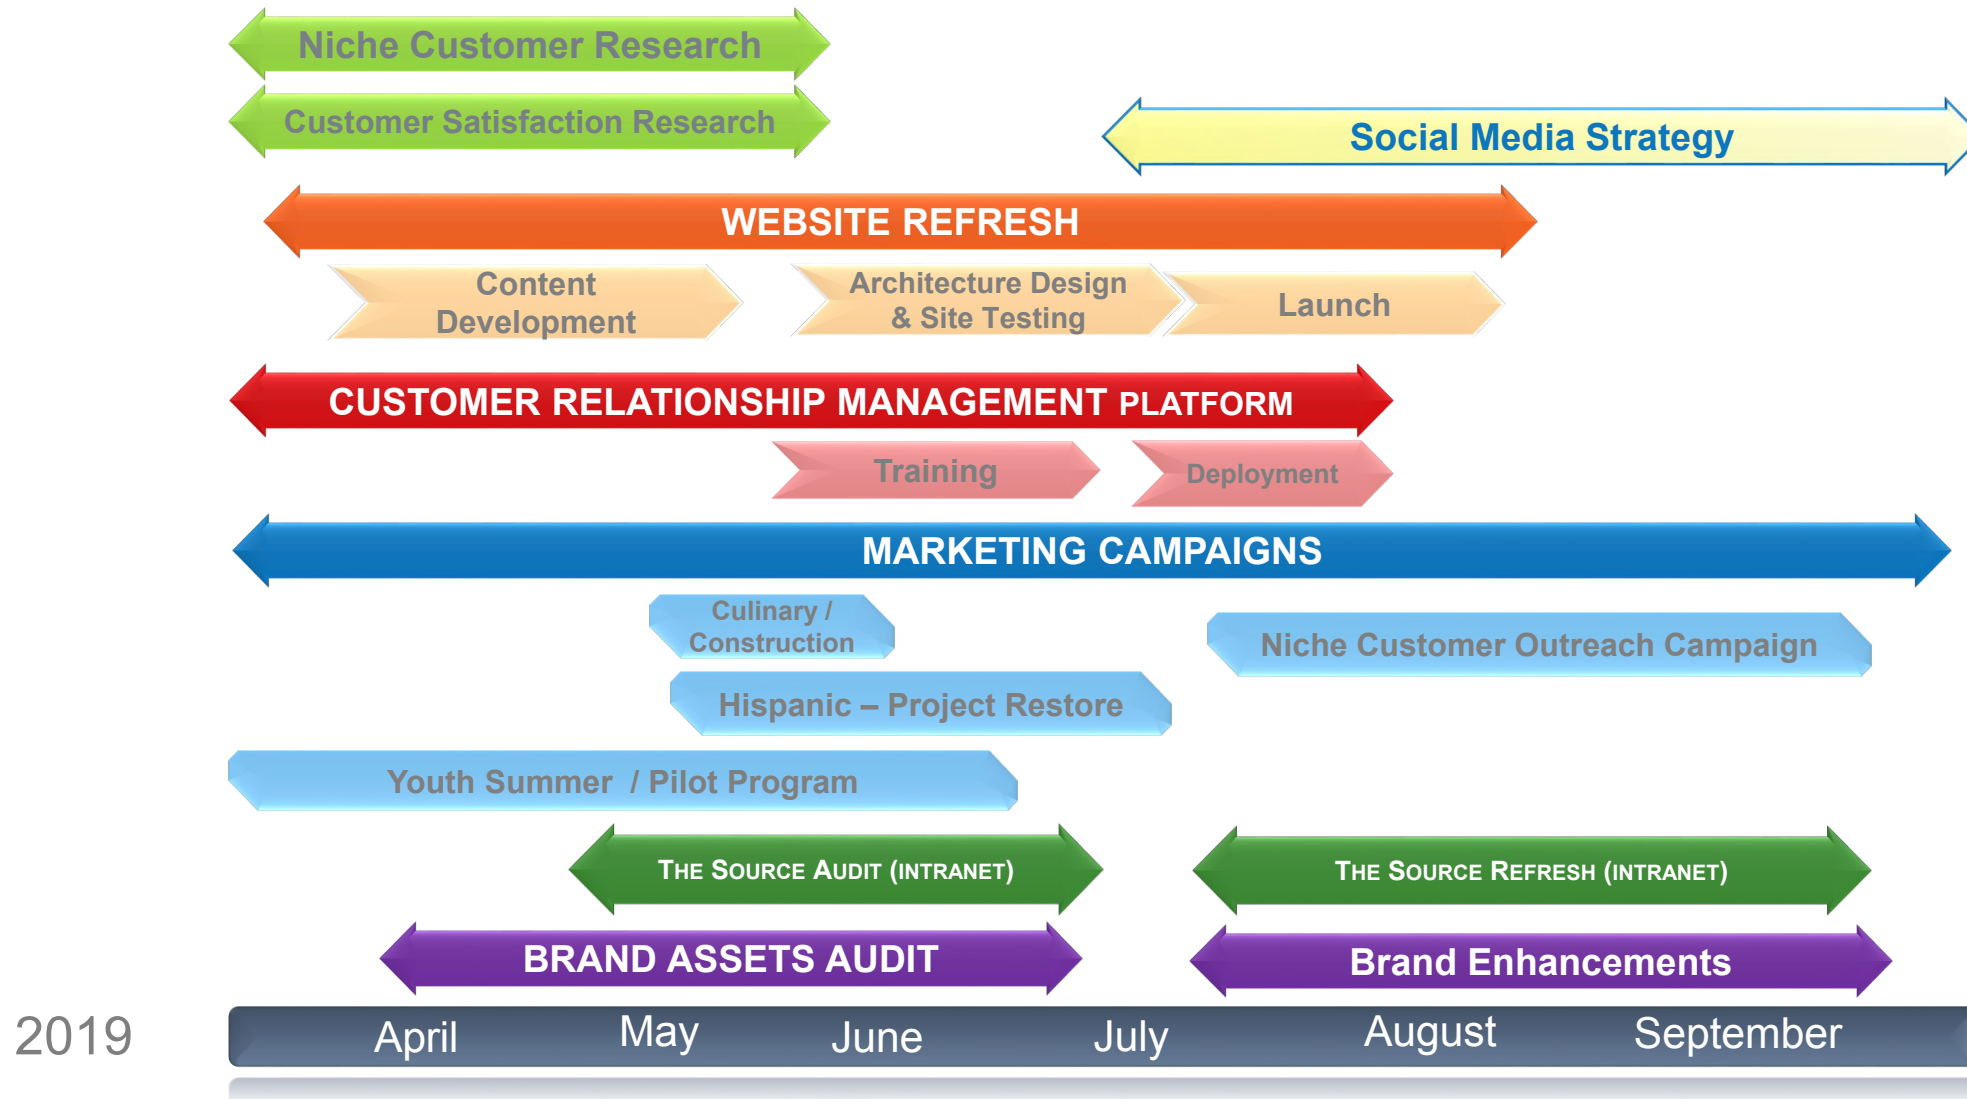 Niche Customer Research
Customer Satisfaction Research
Social Media Strategy
WEBSITE REFRESH
Content
Development
Architecture Design
& Site Testing
Launch
CUSTOMER RELATIONSHIP MANAGEMENT PLATFORM
Training
Deployment
MARKETING CAMPAIGNS
Culinary /
Construction
Niche Customer Outreach Campaign
Hispanic – Project Restore
Youth Summer / Pilot Program
THE SOURCE AUDIT (INTRANET)
THE SOURCE REFRESH (INTRANET)
BRAND ASSETS AUDIT
Brand Enhancements
2019
April
May
June
July
August
September